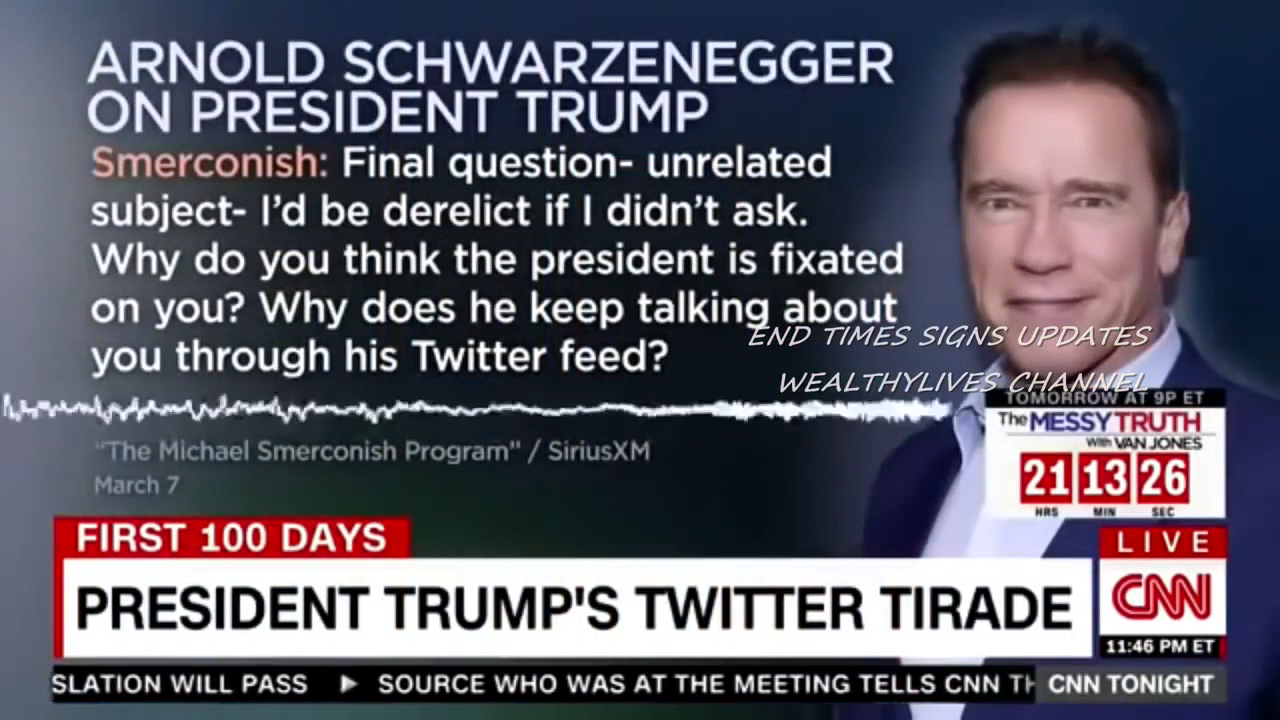 ARNOLD SCHWARZENEGGER
ON PRESIDENT TRUMP
Smerconish: Final question- unrelated
subject- I'd be derelict if I didn't ask.
Why do you think the president is fixated
on you? Why does he keep talking about
you through his Twitter feed?
END TIMES SIGNS UPDATES
WEALTHYLIVES CHANNEL
"The Michael Smerconish Program" / SiriusXM
March 7
TOMORROW AT 9P ET
The MESSY TRUTH
With VAN JONES
21 13 26
HRS MIN SEC
FIRST 100 DAYS
PRESIDENT TRUMP'S TWITTER TIRADE
LIVE
CNN
11:46 PM ET
SLATION WILL PASS ▶ SOURCE WHO WAS AT THE MEETING TELLS CNN TH
CNN TONIGHT